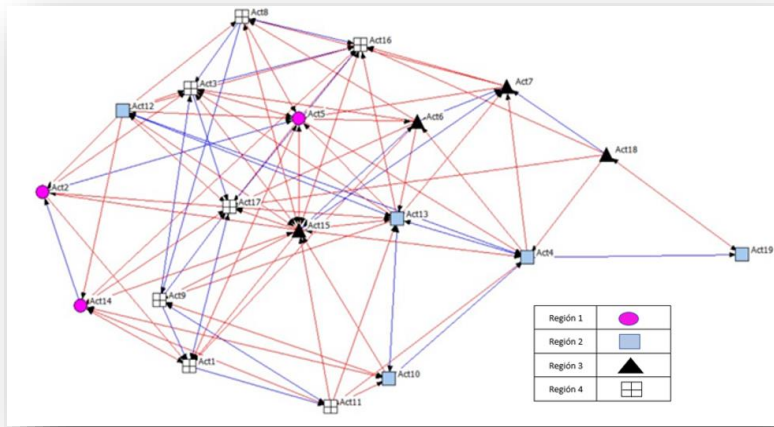 Act8
Act16
Act3
Act7
Act12
Act5
Act6
Act18
Act2
Act17
Act13
Act15
Act4
Act19
Act14
Act9
Act1
Act10
Act11
Región 1
Región 2
Región 3
Región 4